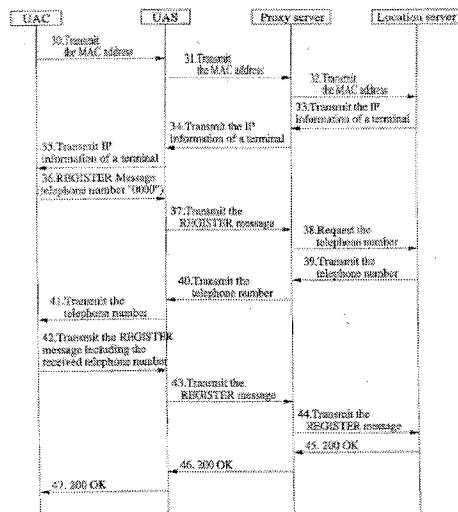 UAC UAS Proxy server Location server
30.Transmit
the MAC address
31.Transmit
the MAC address
32.Transmit
the MAC address
33.Transmit the IP
information of a terminal
34.Transmit the IP
information of a terminal
35.Transmit IP
information of a terminal
36.REGISTER Message
(telephone number "0000")
37.Transmit the
REGISTER message
38.Request the
telephone number
39.Transmit the
telephone number
40.Transmit the
telephone number
41.Transmit the
telephone number
42.Transmit the REGISTER
message including the
received telephone number
43.Transmit the
REGISTER message
44.Transmit the
REGISTER message
45. 200 OK
46. 200 OK
47. 200 OK